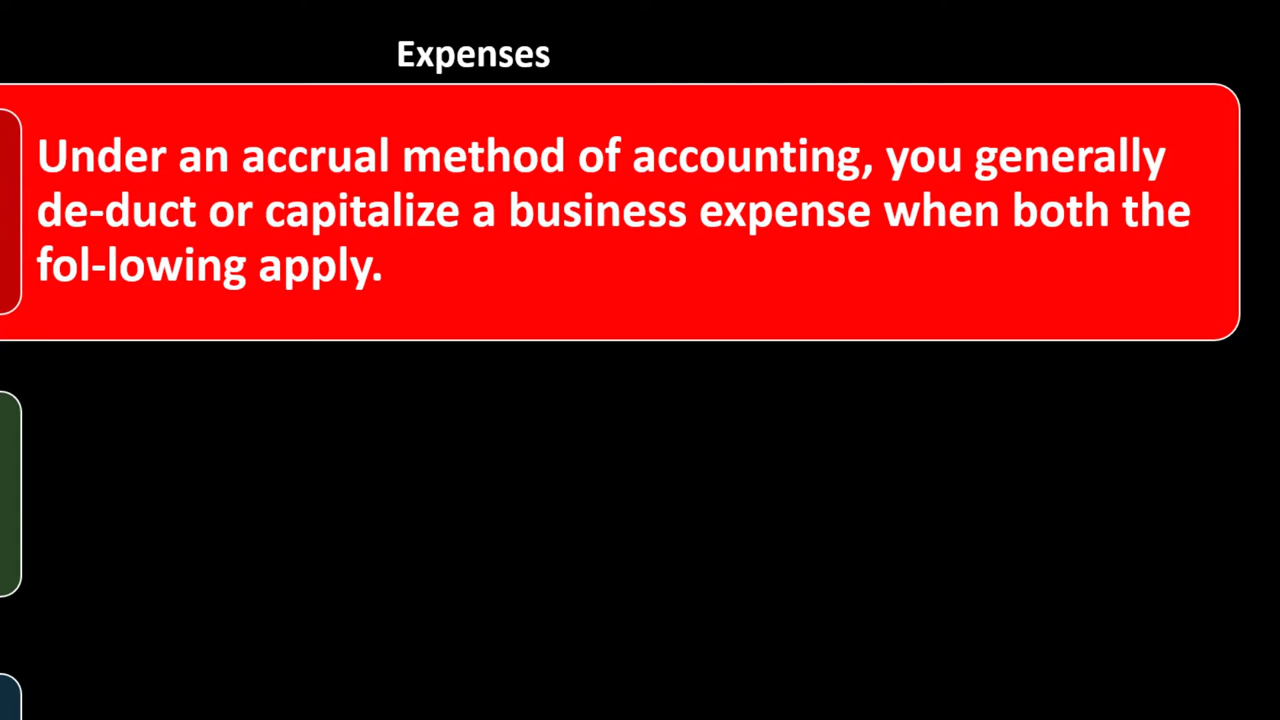 Expenses
Under an accrual method of accounting, you generally
de-duct or capitalize a business expense when both the
fol-lowing apply.